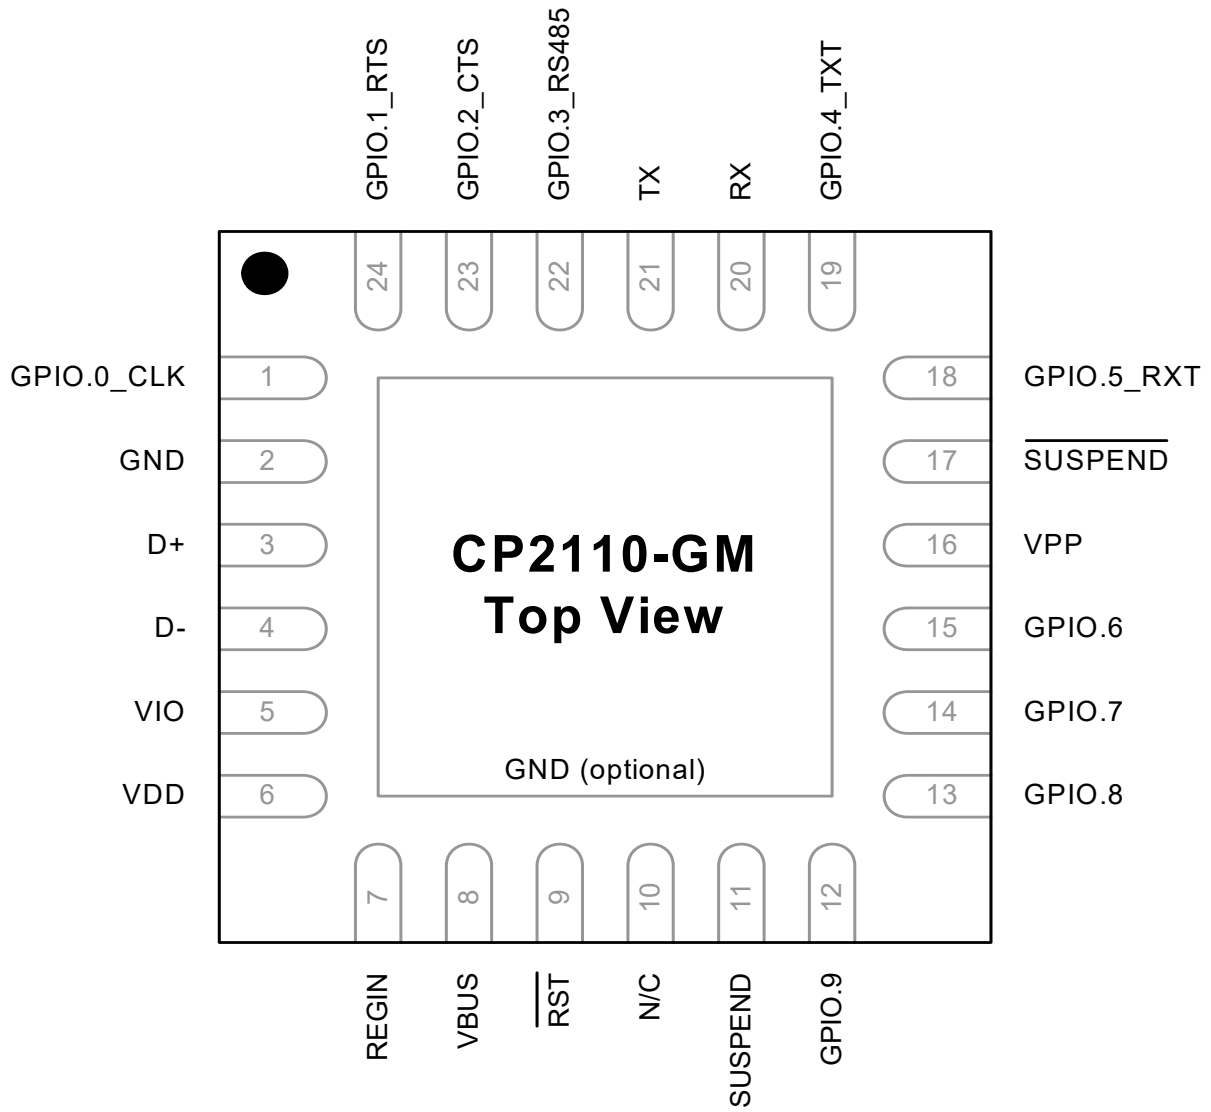 GPIO.1_RTS
GPIO.2_CTS
GPIO.3_RS485
TX
RX
GPIO.4_TXT
24
23
22
21
20
19
GPIO.0_CLK 1
GND 2
D+ 3
D- 4
VIO 5
VDD 6
18 GPIO.5_RXT
17 SUSPEND
16 VPP
15 GPIO.6
14 GPIO.7
13 GPIO.8
CP2110-GM
Top View
GND (optional)
7
8
9
10
11
12
REGIN
VBUS
RST
N/C
SUSPEND
GPIO.9